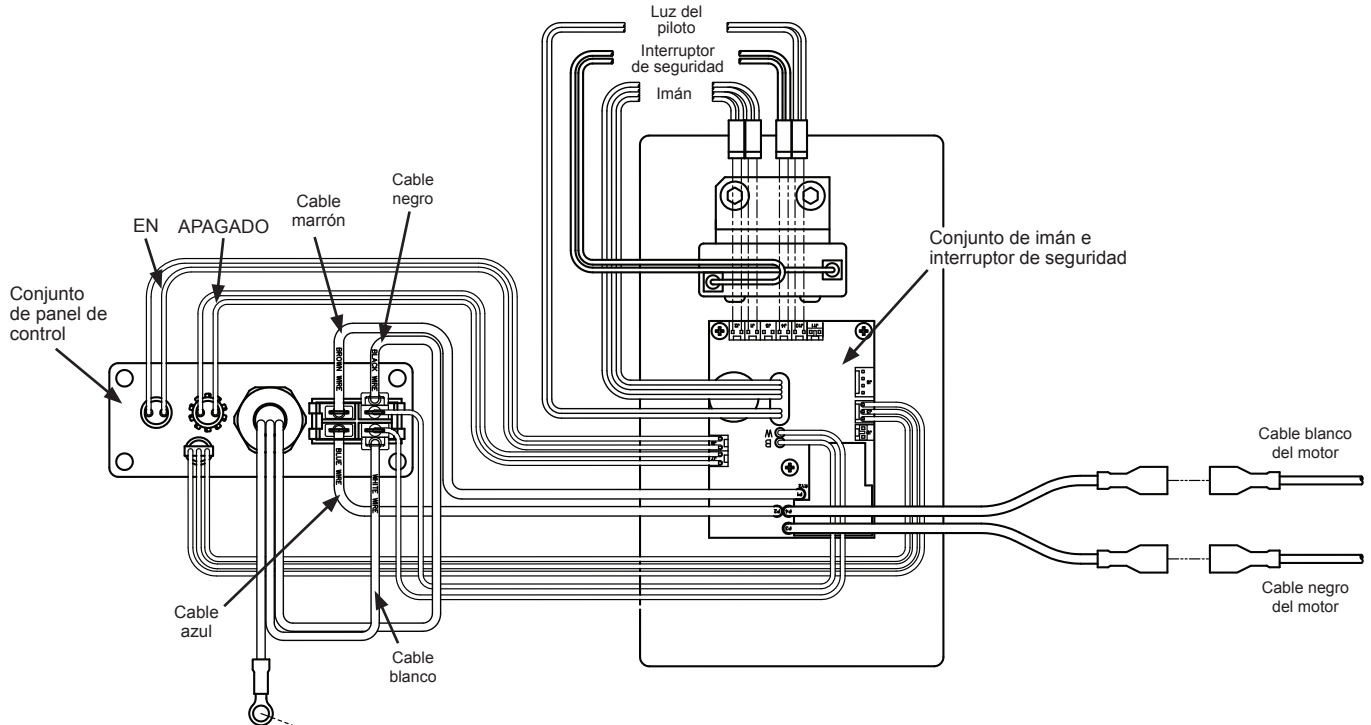 Luz del
piloto
Interruptor
de seguridad
Imán
Cable
negro
Cable
marrón
EN
APAGADO
Conjunto de imán e
interruptor de seguridad
Conjunto
de panel de
control
BROWN WIRE
BLACK WIRE
BLUE WIRE
WHITE WIRE
W
B
Cable blanco
del motor
Cable negro
del motor
Cable
azul
Cable
blanco